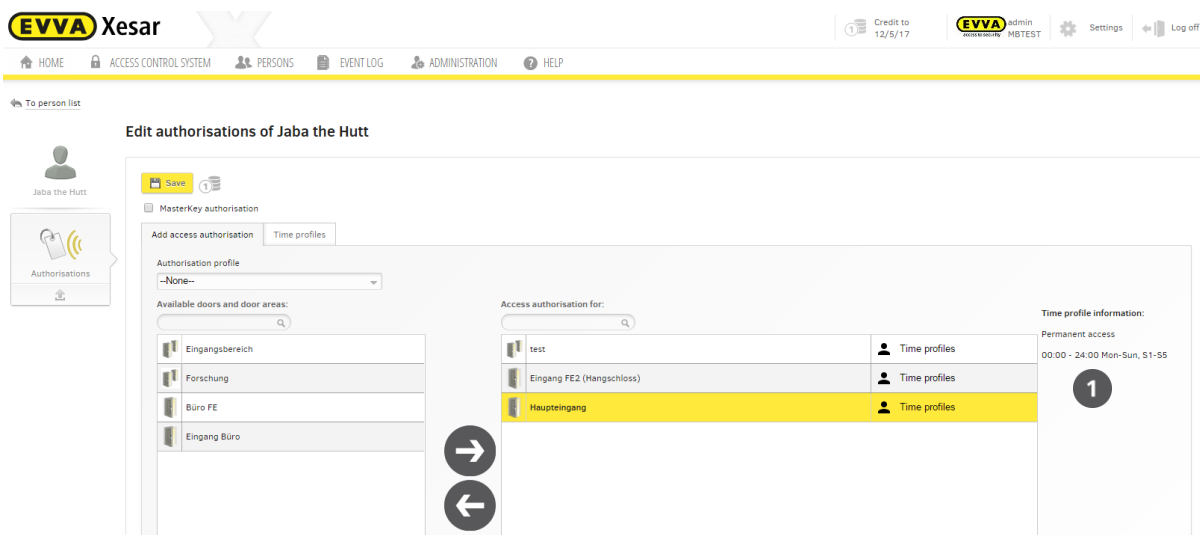 EVVA Xesar
Credit to
12/5/17
EVVA
access to security
admin
MBTEST
Settings
Log off
HOME
ACCESS CONTROL SYSTEM
PERSONS
EVENT LOG
ADMINISTRATION
? HELP
To person list
Edit authorisations of Jaba the Hutt
Jaba the Hutt
Authorisations
Save
1
MasterKey authorisation
Add access authorisation
Time profiles
Authorisation profile
--None--
Available doors and door areas:
Eingangsbereich
Forschung
Büro FE
Eingang Büro
Access authorisation for:
test
Time profiles
Eingang FE2 (Hangschloss)
Time profiles
Haupteingang
Time profiles
Time profile information:
Permanent access
00:00 - 24:00 Mon-Sun, S1-S5
1